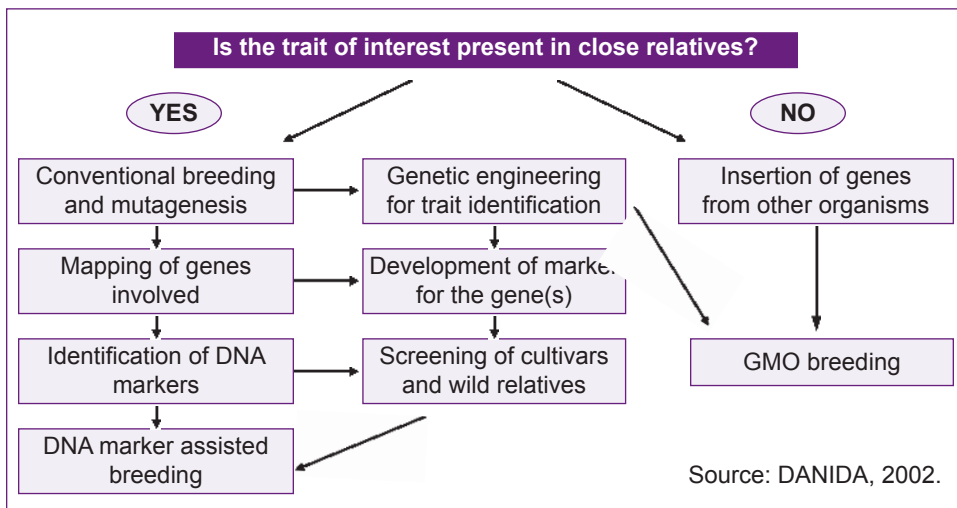 Is the trait of interest present in close relatives?
YES
NO
Conventional breeding
and mutagenesis
Genetic engineering
for trait identification
Insertion of genes
from other organisms
Mapping of genes
involved
Development of marke
for the gene(s)
Identification of DNA
markers
Screening of cultivars
and wild relatives
GMO breeding
DNA marker assisted
breeding
Source: DANIDA, 2002.